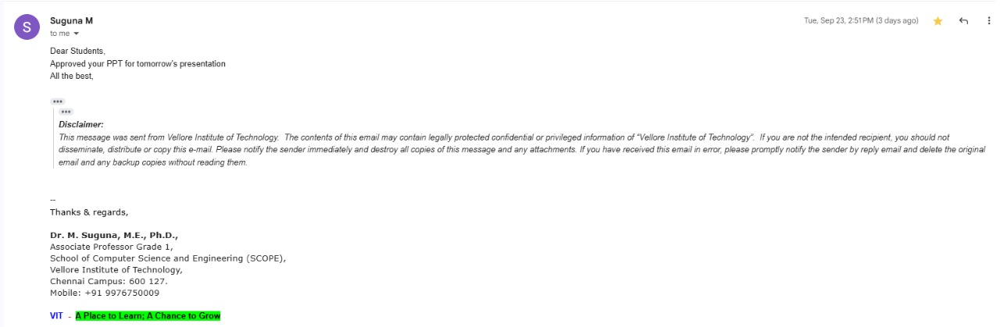 S
Suguna M
Tue, Sep 23, 2:51 PM (3 days ago)
to me
Dear Students,
Approved your PPT for tomorrow's presentation
All the best,
•••
•••
Disclaimer:
This message was sent from Vellore Institute of Technology.  The contents of this email may contain legally protected confidential or privileged information of "Vellore Institute of Technology".  If you are not the intended recipient, you should not
disseminate, distribute or copy this e-mail. Please notify the sender immediately and destroy all copies of this message and any attachments. If you have received this email in error, please promptly notify the sender by reply email and delete the original
email and any backup copies without reading them.
--
Thanks & regards,
Dr. M. Suguna, M.E., Ph.D.,
Associate Professor Grade 1,
School of Computer Science and Engineering (SCOPE),
Vellore Institute of Technology,
Chennai Campus: 600 127.
Mobile: +91 9976750009
VIT - A Place to Learn; A Chance to Grow